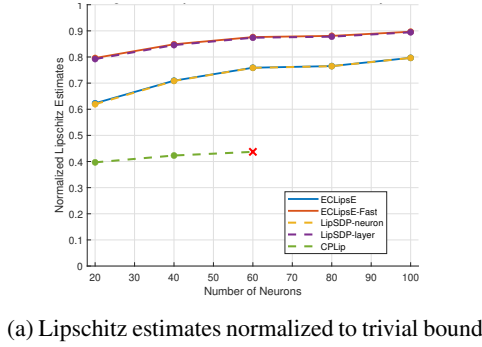 1
0.9
0.8
0.7
0.6
0.5
0.4
0.3
0.2
0.1
0
Normalized Lipschitz Estimates
20 30 40 50 60 70 80 90 100
Number of Neurons
ECLipsE
ECLipsE-Fast
LipSDP-neuron
LipSDP-layer
CPLip
(a) Lipschitz estimates normalized to trivial bound